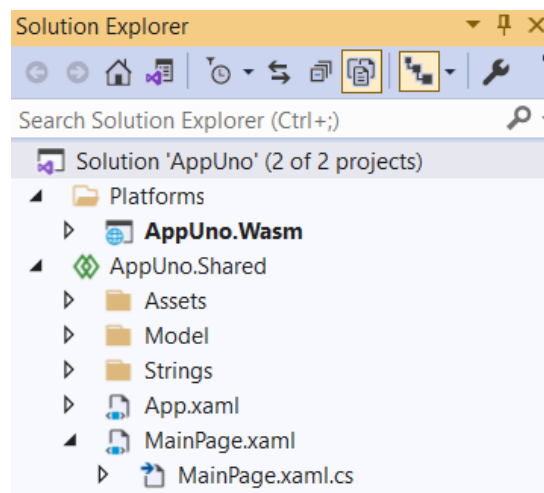 Solution Explorer
Search Solution Explorer (Ctrl+;)
Solution 'AppUno' (2 of 2 projects)
Platforms
AppUno.Wasm
AppUno.Shared
Assets
Model
Strings
App.xaml
MainPage.xaml
MainPage.xaml.cs